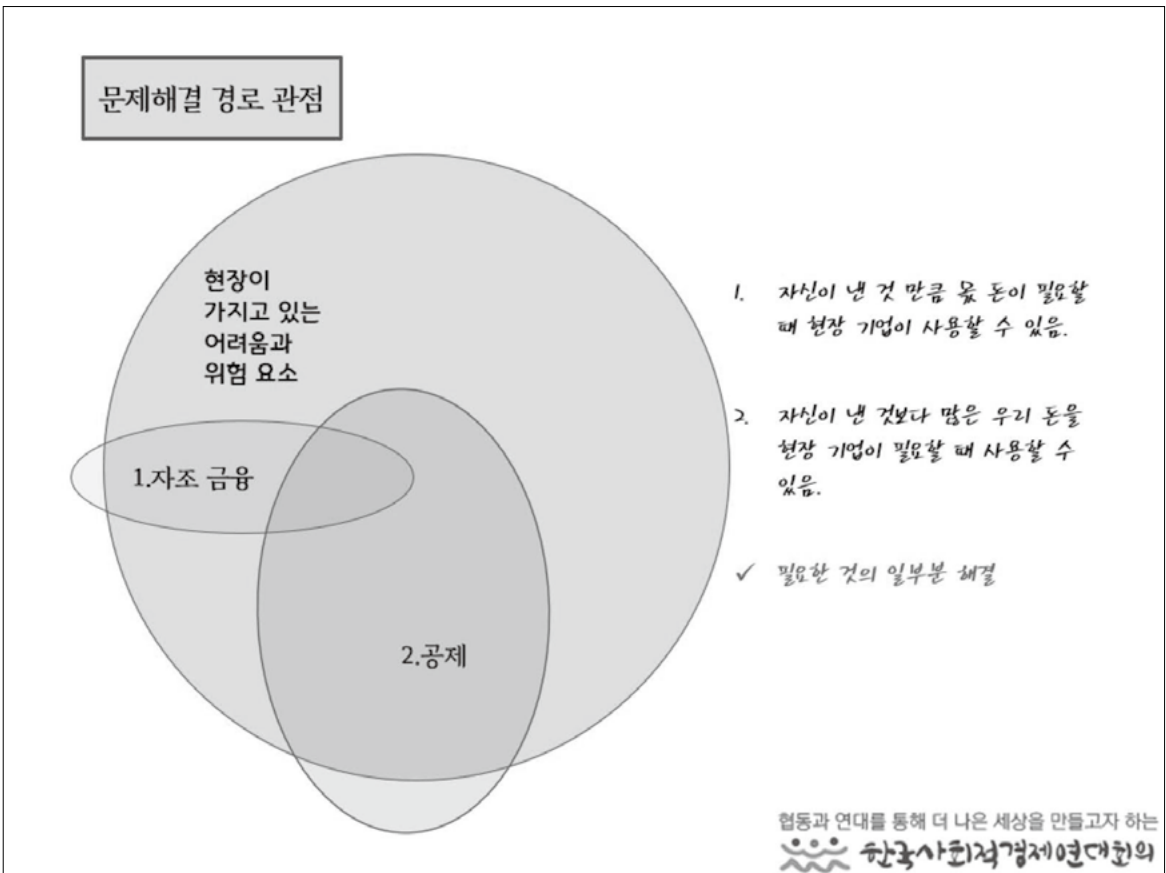 문제해결 경로 관점
현장이
가지고 있는
어려움과
위험 요소
1.자조 금융
2.공제
1. 자신이 낸 것 만큼 몫 돈이 필요할
때 현장 기업이 사용할 수 있음.
2. 자신이 낸 것보다 많은 우리 돈을
현장 기업이 필요할 때 사용할 수
있음.
✓ 필요한 것의 일부분 해결
협동과 연대를 통해 더 나은 세상을 만들고자 하는
한국사회적경제연대회의